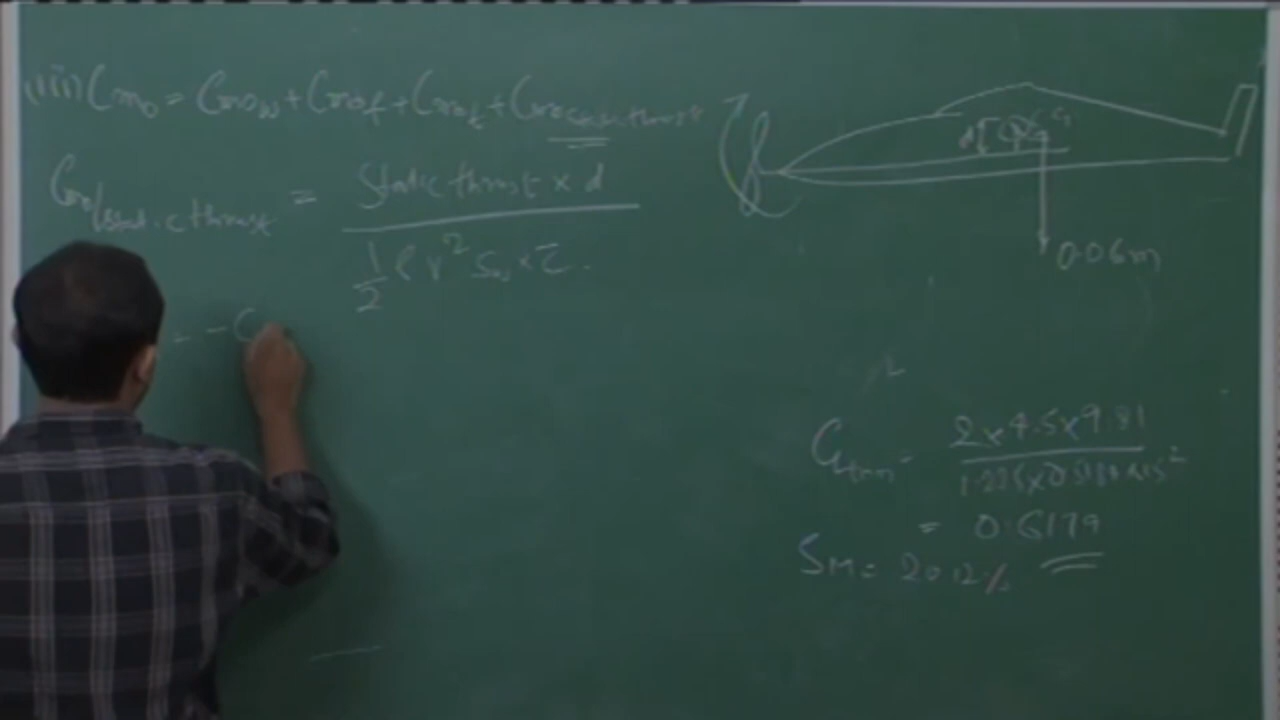 (iii) Cm0 = Cm0w + Cm0f + Cm0t + Cm0static thrust
Cm0/static thrust = Static thrust × d
1/2 ρ v² Sw × c̄
= - C
d CG
0.06m
CLtrim = 2×4.5×9.81
= 0.6179
SM = 20.12%